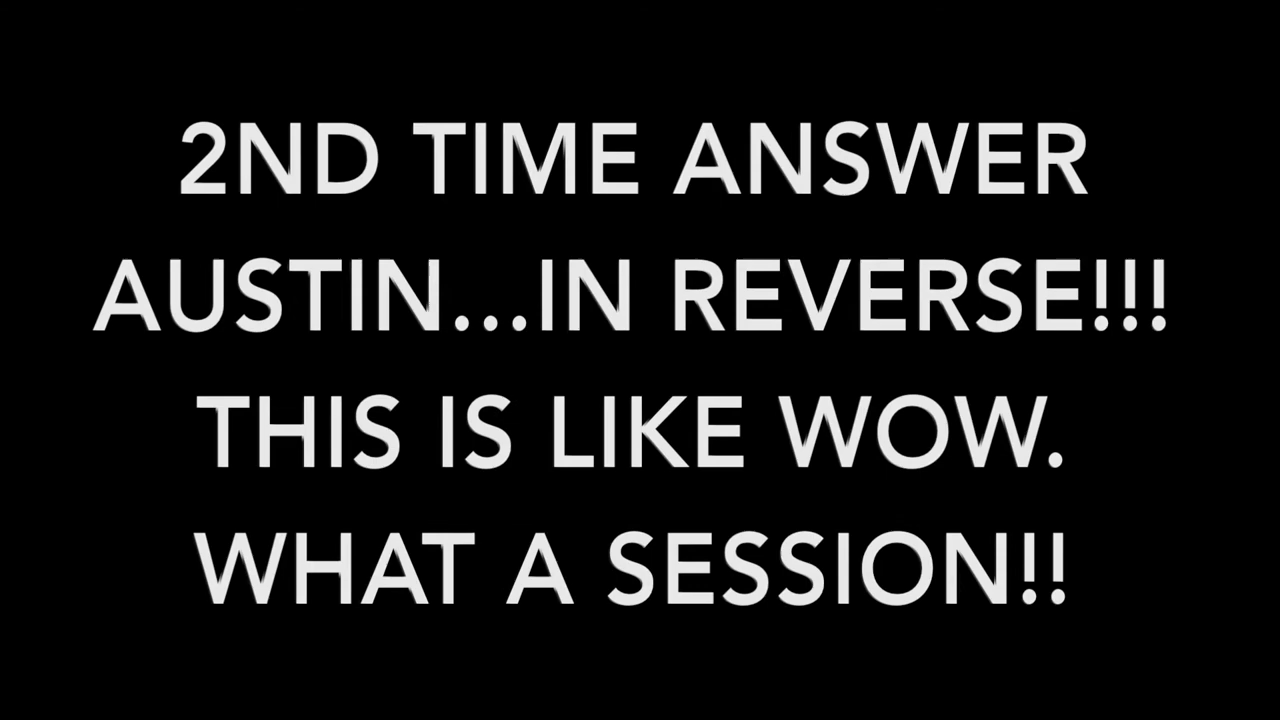 2ND TIME ANSWER
AUSTIN...IN REVERSE!!!
THIS IS LIKE WOW.
WHAT A SESSION!!